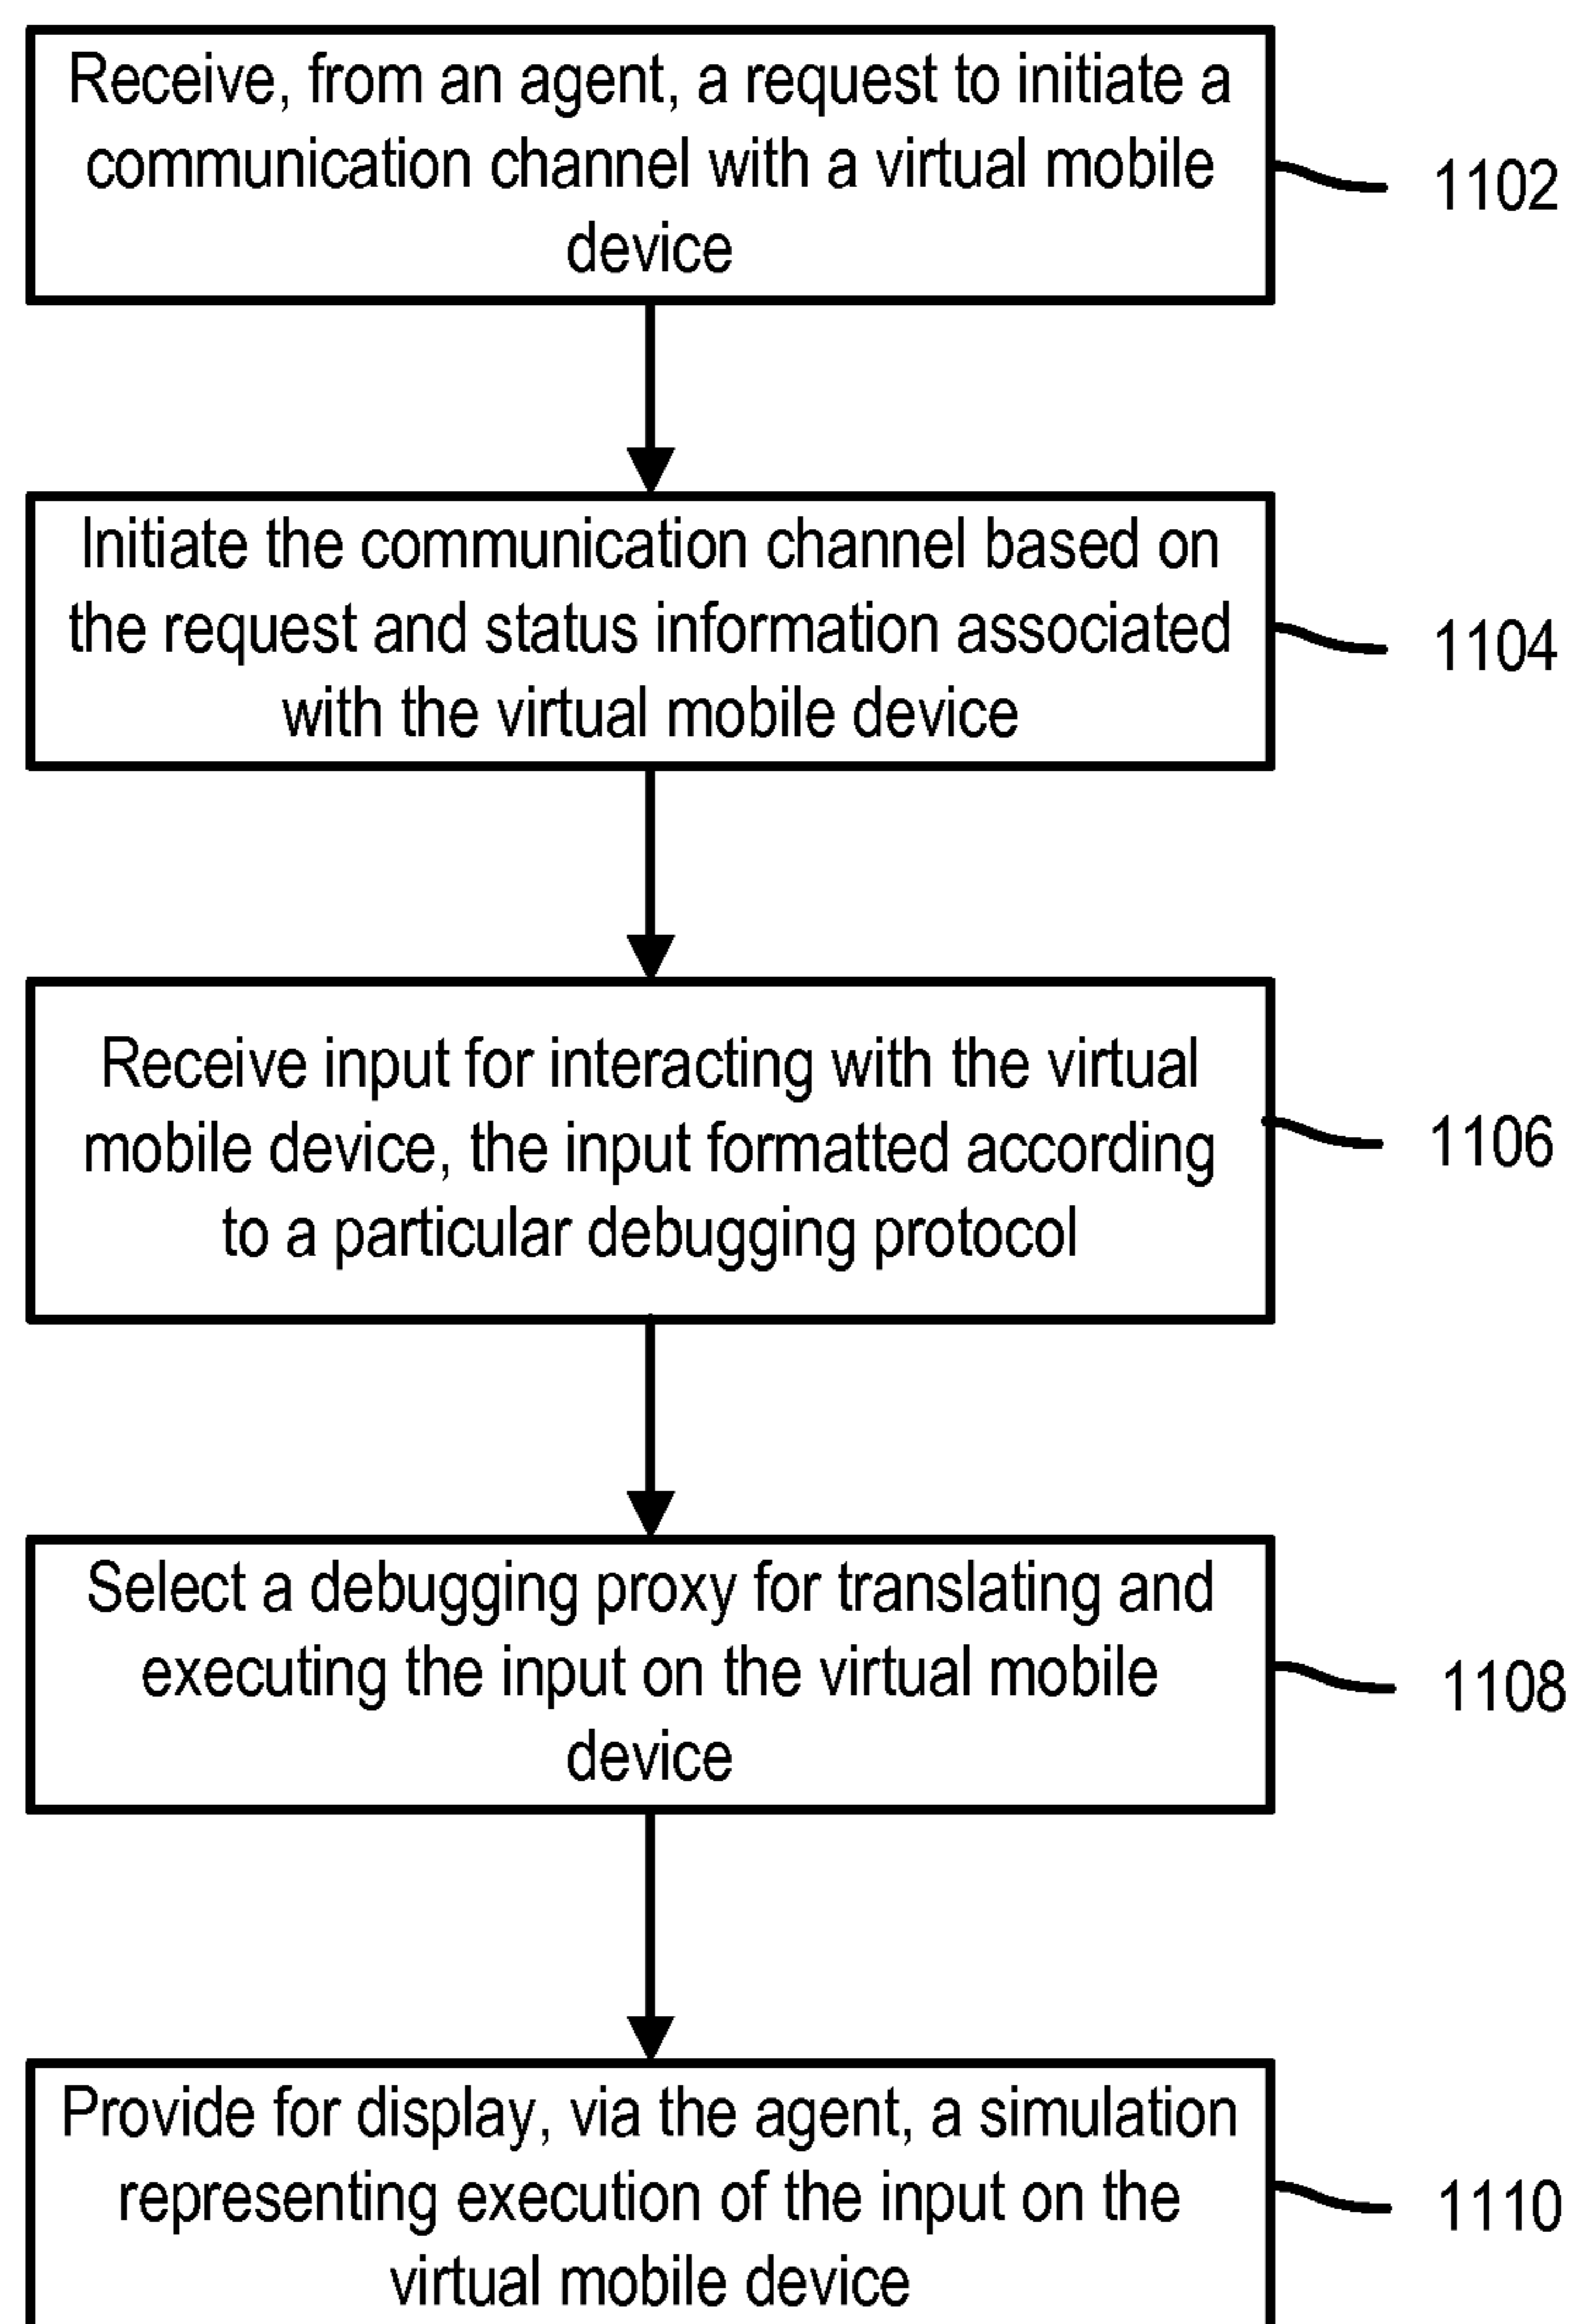 Receive, from an agent, a request to initiate a
communication channel with a virtual mobile
device
1102
Initiate the communication channel based on
the request and status information associated
with the virtual mobile device
1104
Receive input for interacting with the virtual
mobile device, the input formatted according
to a particular debugging protocol
1106
Select a debugging proxy for translating and
executing the input on the virtual mobile
device
1108
Provide for display, via the agent, a simulation
representing execution of the input on the
virtual mobile device
1110